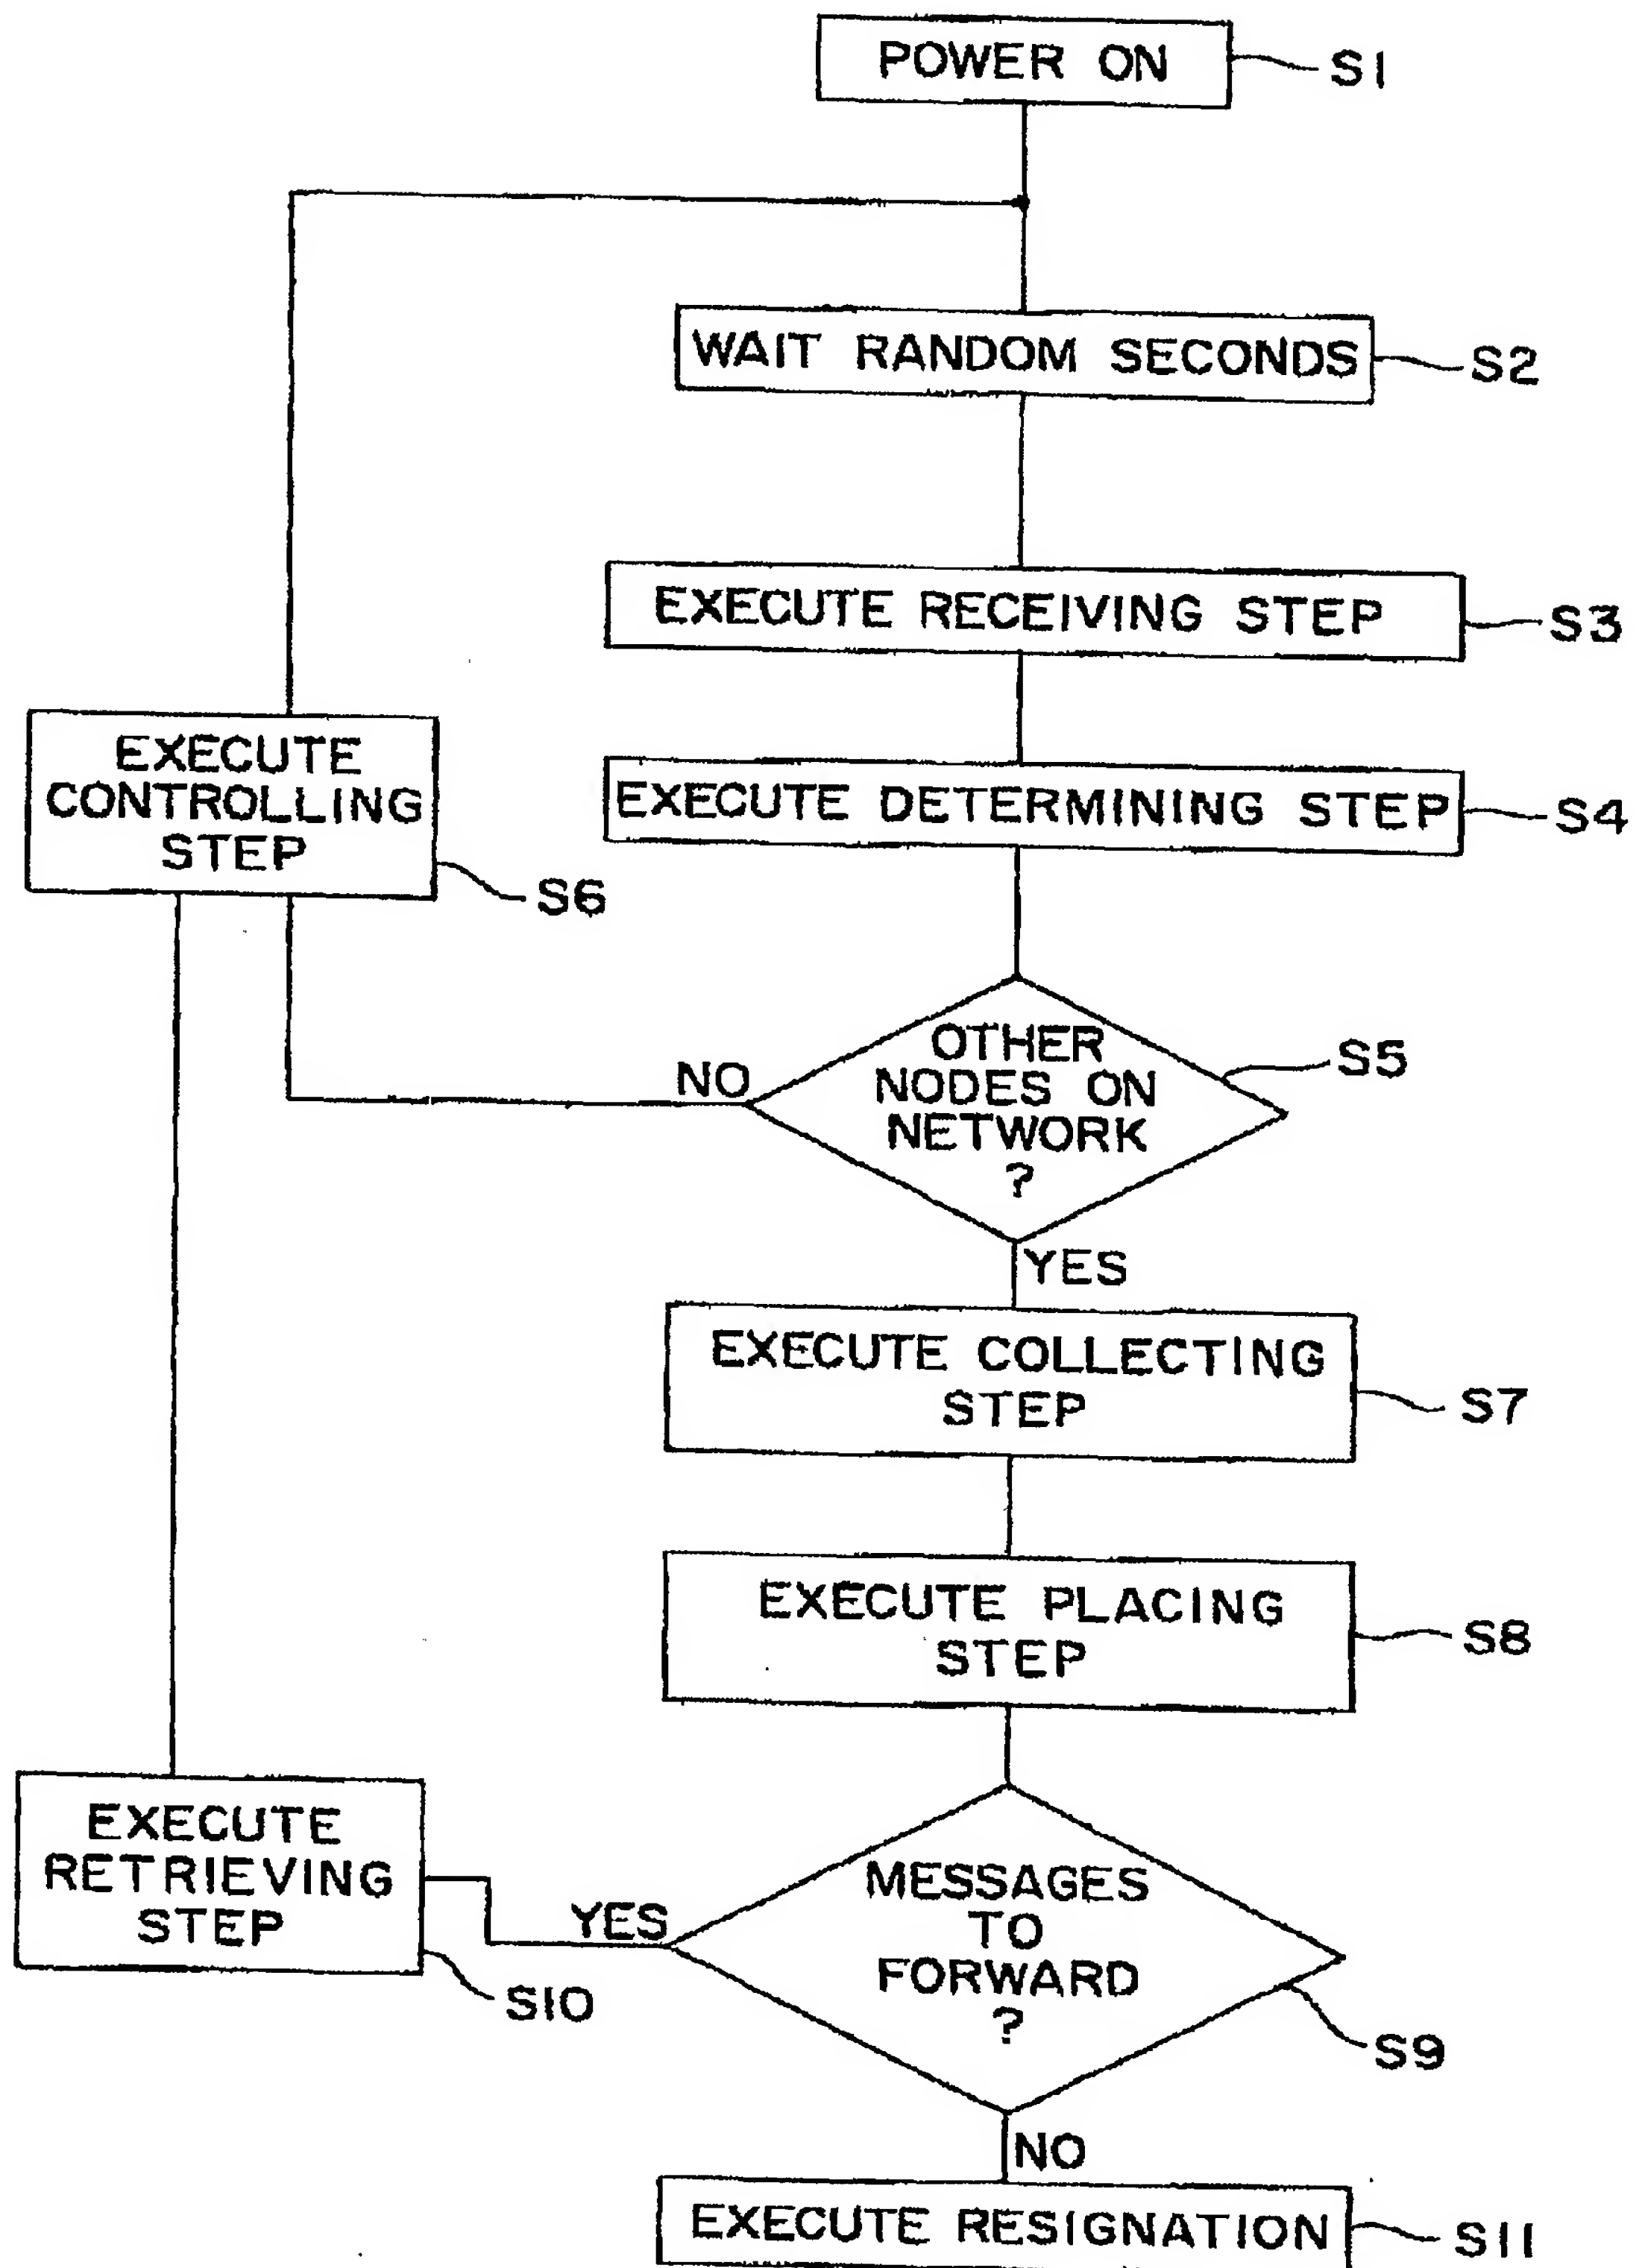 POWER ON
S1
WAIT RANDOM SECONDS
S2
EXECUTE RECEIVING STEP
S3
EXECUTE DETERMINING STEP
S4
EXECUTE
CONTROLLING
STEP
S6
OTHER
NODES ON
NETWORK
?
S5
NO
YES
EXECUTE COLLECTING
STEP
S7
EXECUTE PLACING
STEP
S8
EXECUTE
RETRIEVING
STEP
S10
YES
MESSAGES
TO
FORWARD
?
S9
NO
EXECUTE RESIGNATION
S11